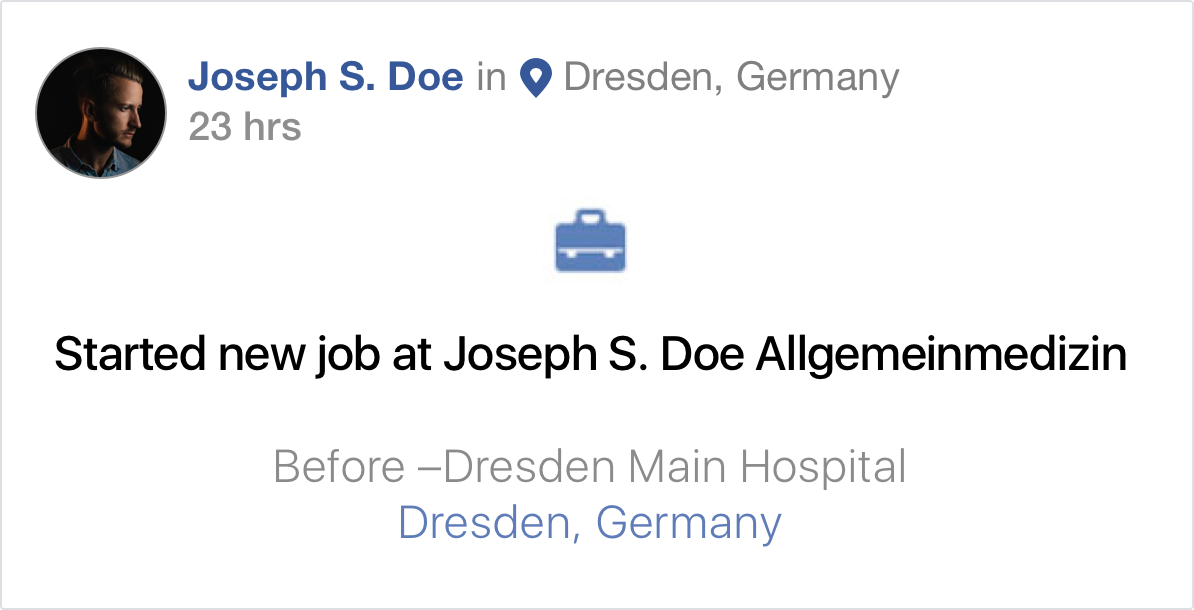 Joseph S. Doe in Dresden, Germany
23 hrs
Started new job at Joseph S. Doe Allgemeinmedizin
Before –Dresden Main Hospital
Dresden, Germany